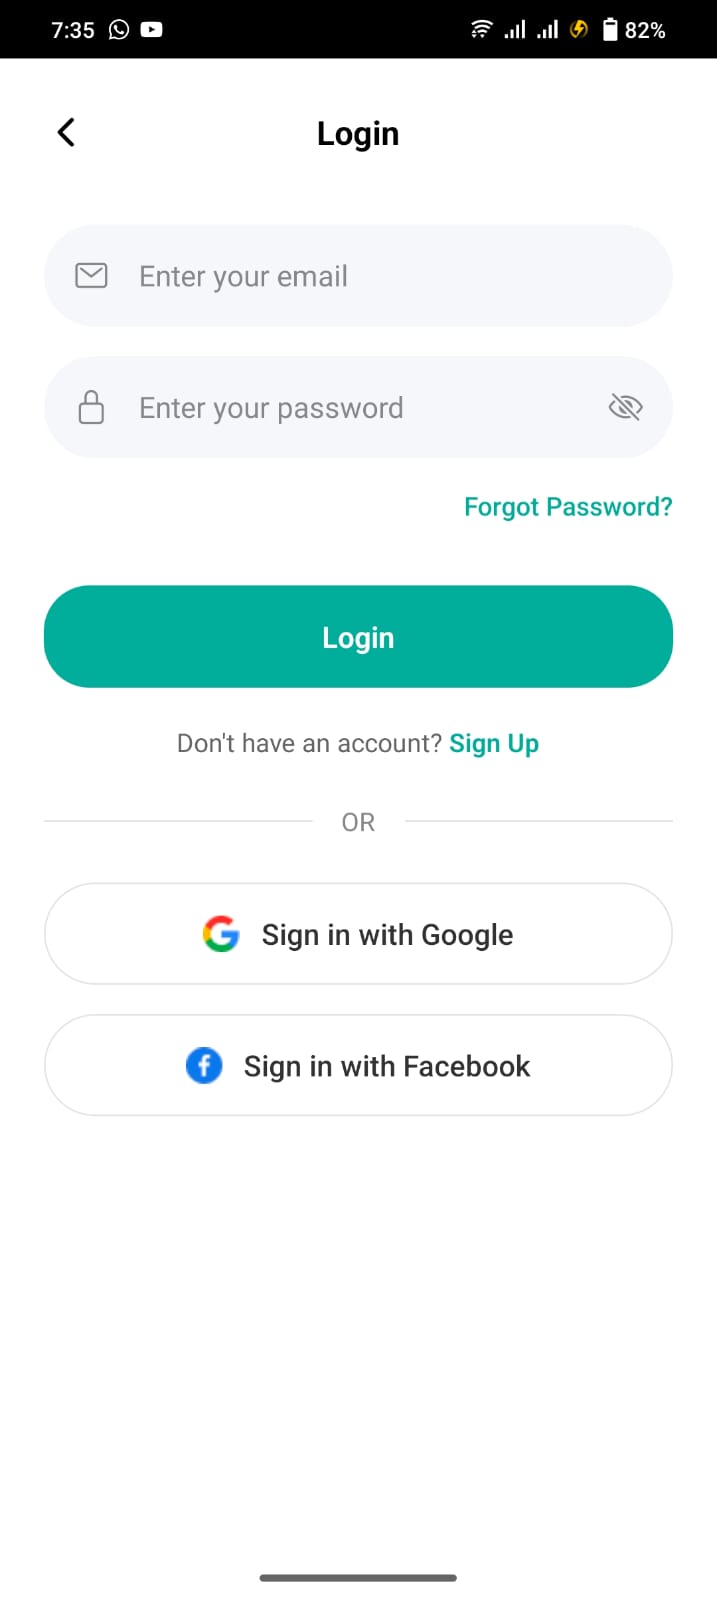 7:35 82%
Login
Enter your email
Enter your password
Forgot Password?
Login
Don't have an account? Sign Up
OR
Sign in with Google
Sign in with Facebook